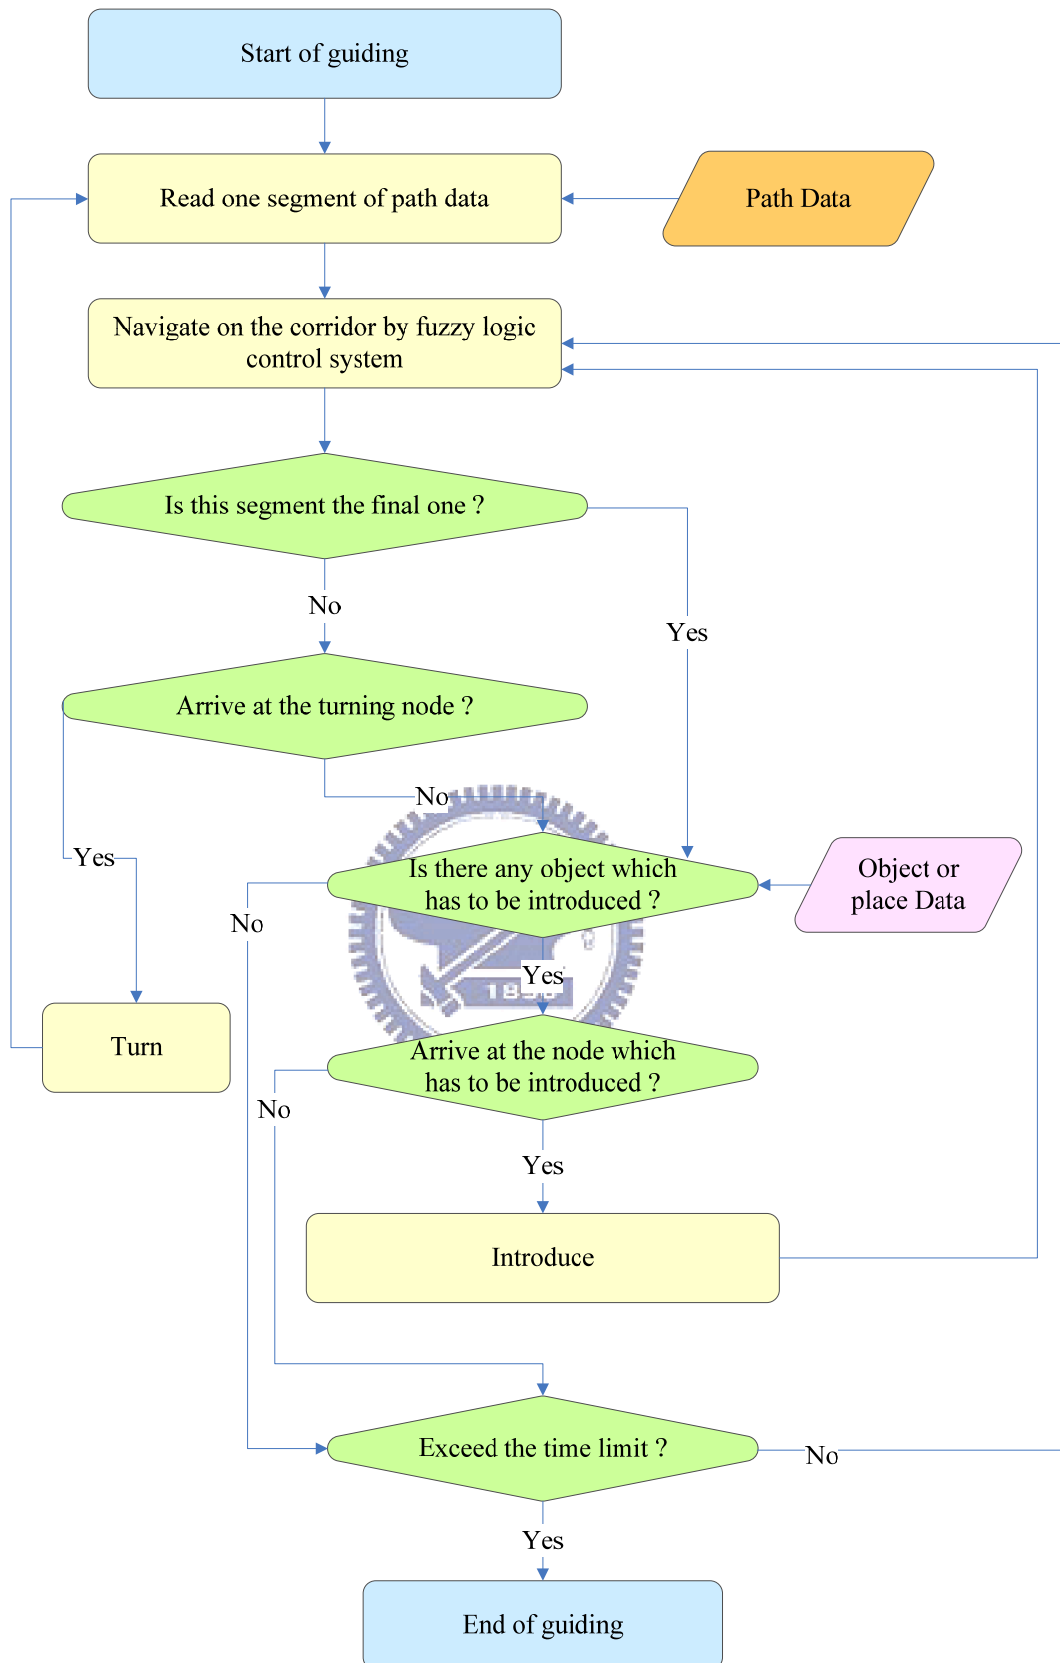 Start of guiding
Read one segment of path data
Path Data
Navigate on the corridor by fuzzy logic
control system
Is this segment the final one ?
No
Yes
Arrive at the turning node ?
No
Yes
Is there any object which
has to be introduced ?
Object or
place Data
No
Yes
Turn
Arrive at the node which
has to be introduced ?
No
Yes
Introduce
Exceed the time limit ?
No
Yes
End of guiding